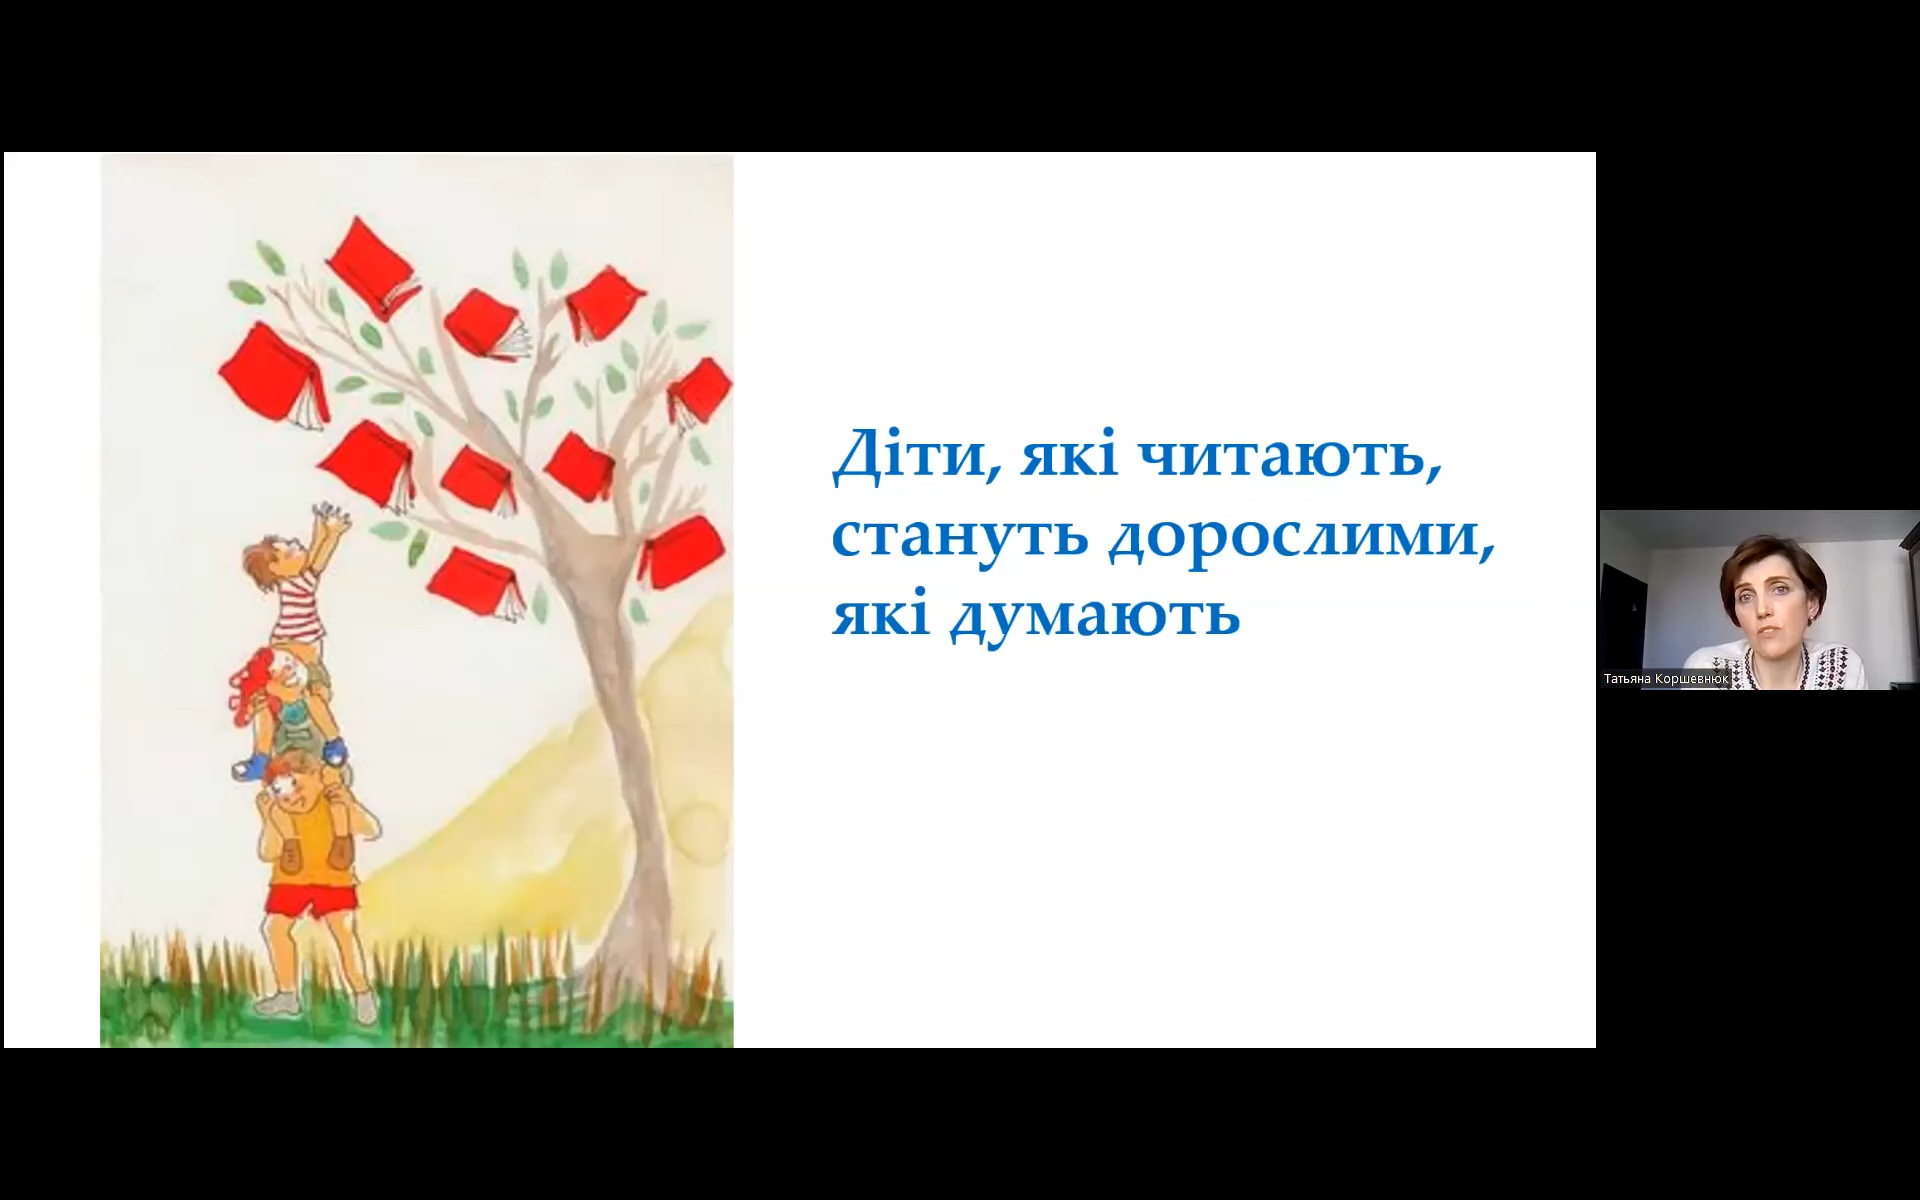 Діти, які читають,
стануть дорослими,
які думають
Татьяна Коршевнюк